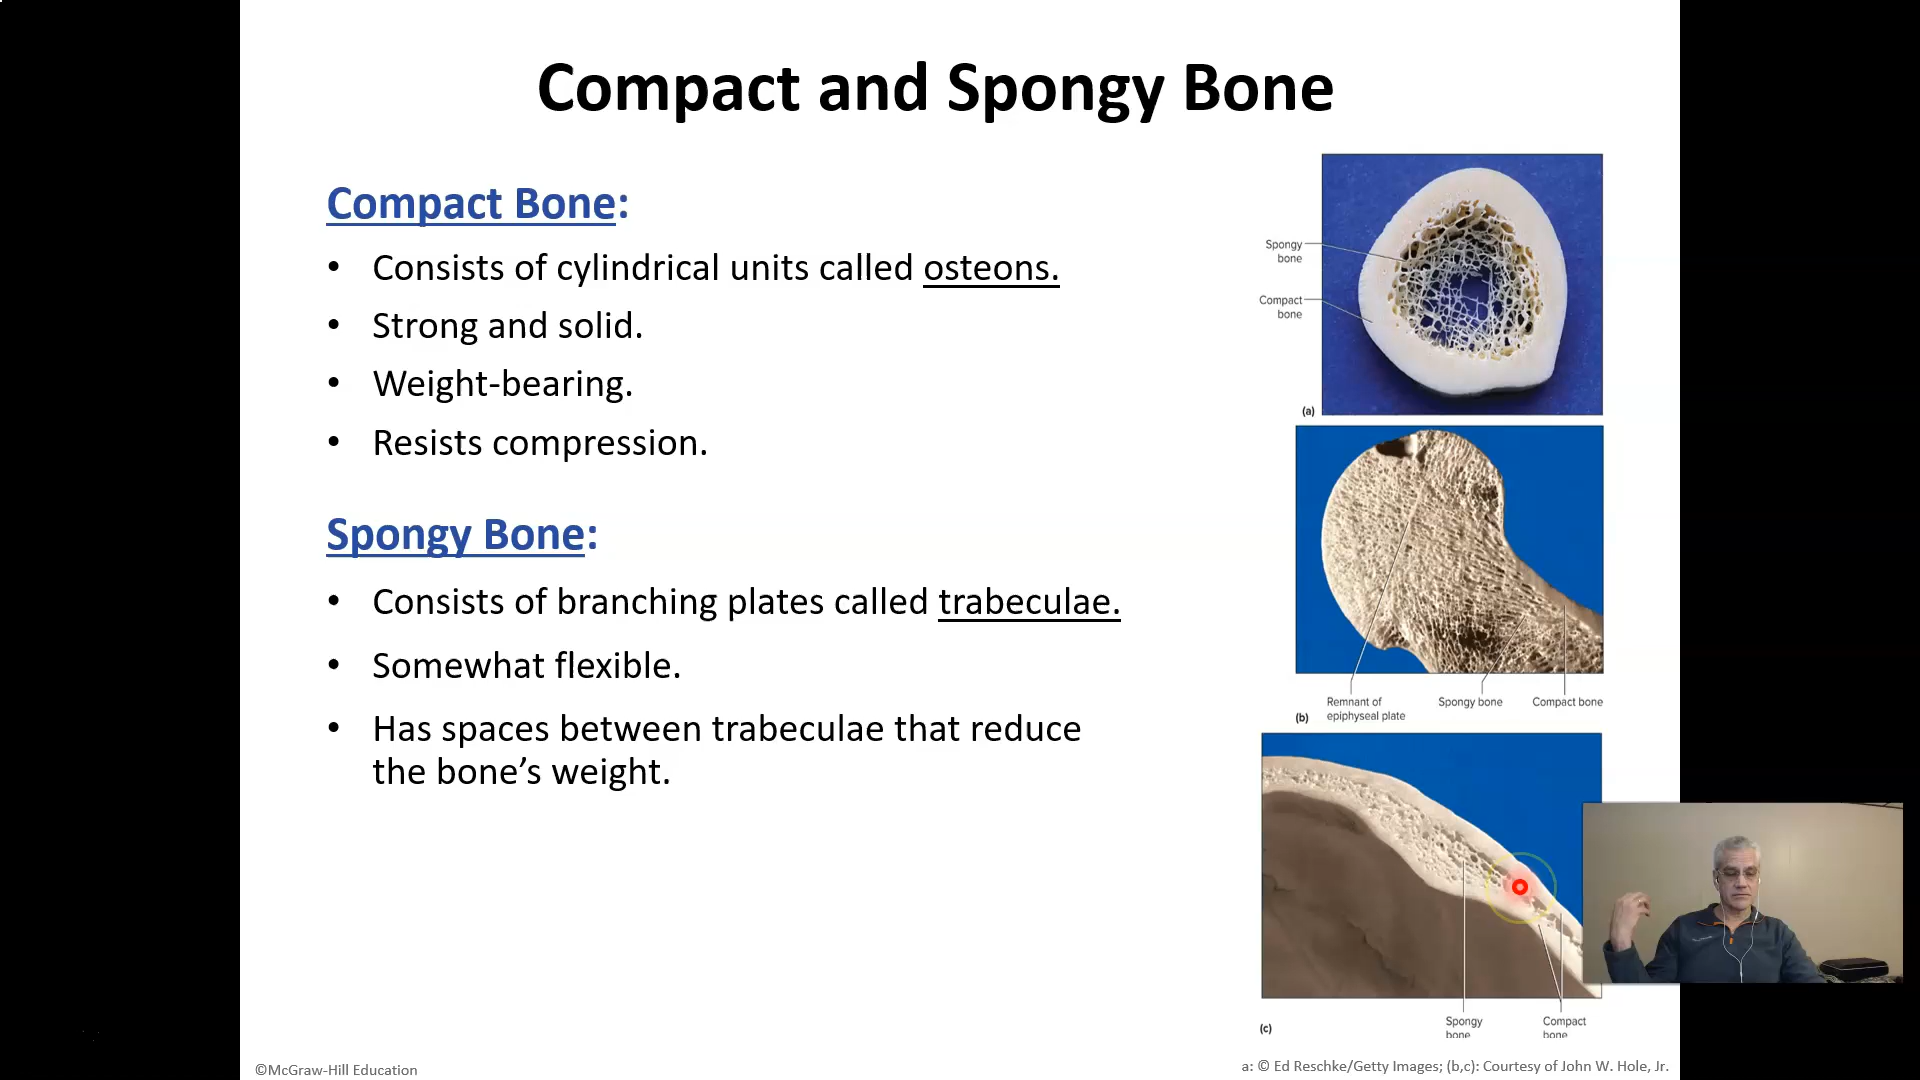 Compact and Spongy Bone
Compact Bone:
• Consists of cylindrical units called osteons.
• Strong and solid.
• Weight-bearing.
• Resists compression.
Spongy Bone:
• Consists of branching plates called trabeculae.
• Somewhat flexible.
• Has spaces between trabeculae that reduce
the bone’s weight.
Spongy
bone
Compact
bone
(a)
Remnant of
epiphyseal plate
Spongy bone
Compact bone
(b)
Spongy
bone
Compact
bone
(c)
©McGraw-Hill Education
a: © Ed Reschke/Getty Images; (b,c): Courtesy of John W. Hole, Jr.